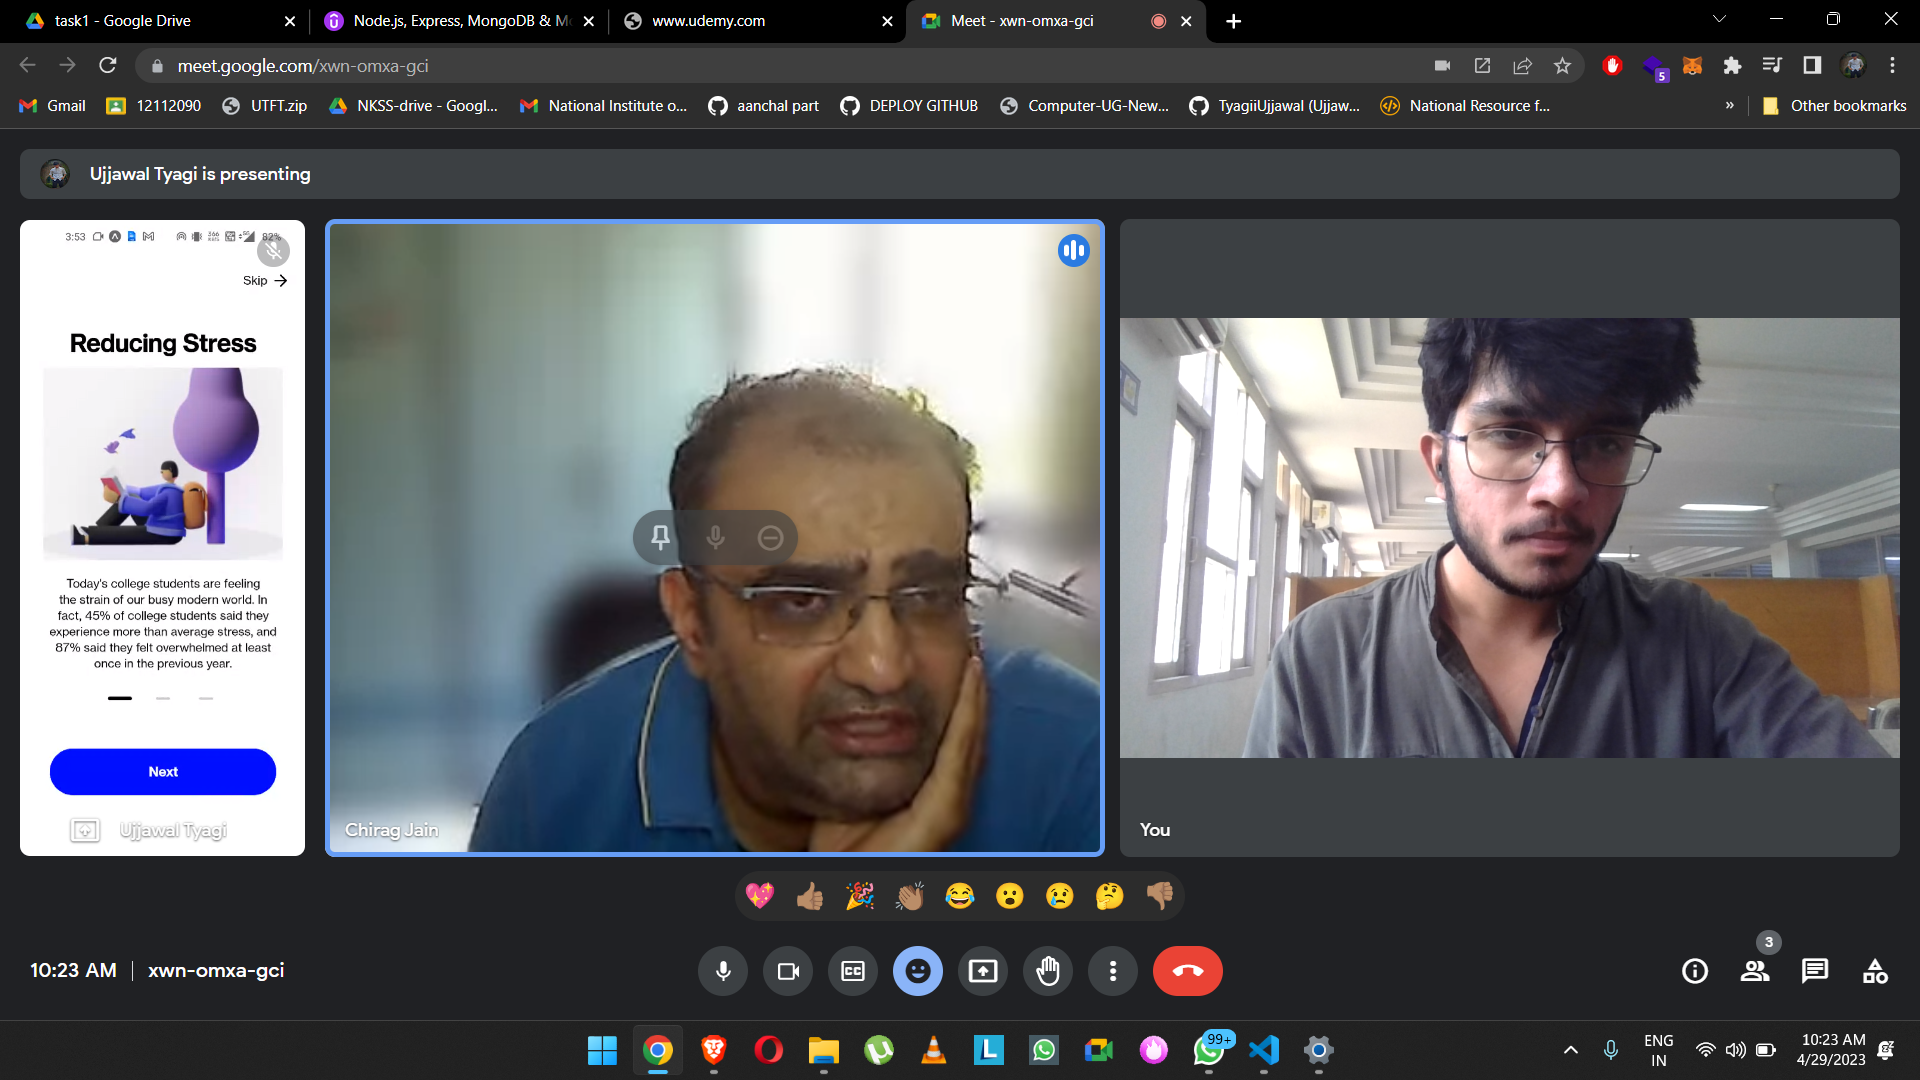 task1 - Google Drive
Node.js, Express, MongoDB & M
www.udemy.com
Meet - xwn-omxa-gci
meet.google.com/xwn-omxa-gci
5
Gmail
12112090
UTFT.zip
NKSS-drive - Googl...
National Institute o...
aanchal part
DEPLOY GITHUB
Computer-UG-New...
TyagiiUjjawal (Ujjaw...
National Resource f...
»
Other bookmarks
Ujjawal Tyagi is presenting
3:53
82%
Skip
Reducing Stress
Today's college students are feeling
the strain of our busy modern world. In
fact, 45% of college students said they
experience more than average stress, and
87% said they felt overwhelmed at least
once in the previous year.
Next
Ujjawal Tyagi
Chirag Jain
You
10:23 AM
xwn-omxa-gci
CC
3
99+
ENG
IN
10:23 AM
4/29/2023